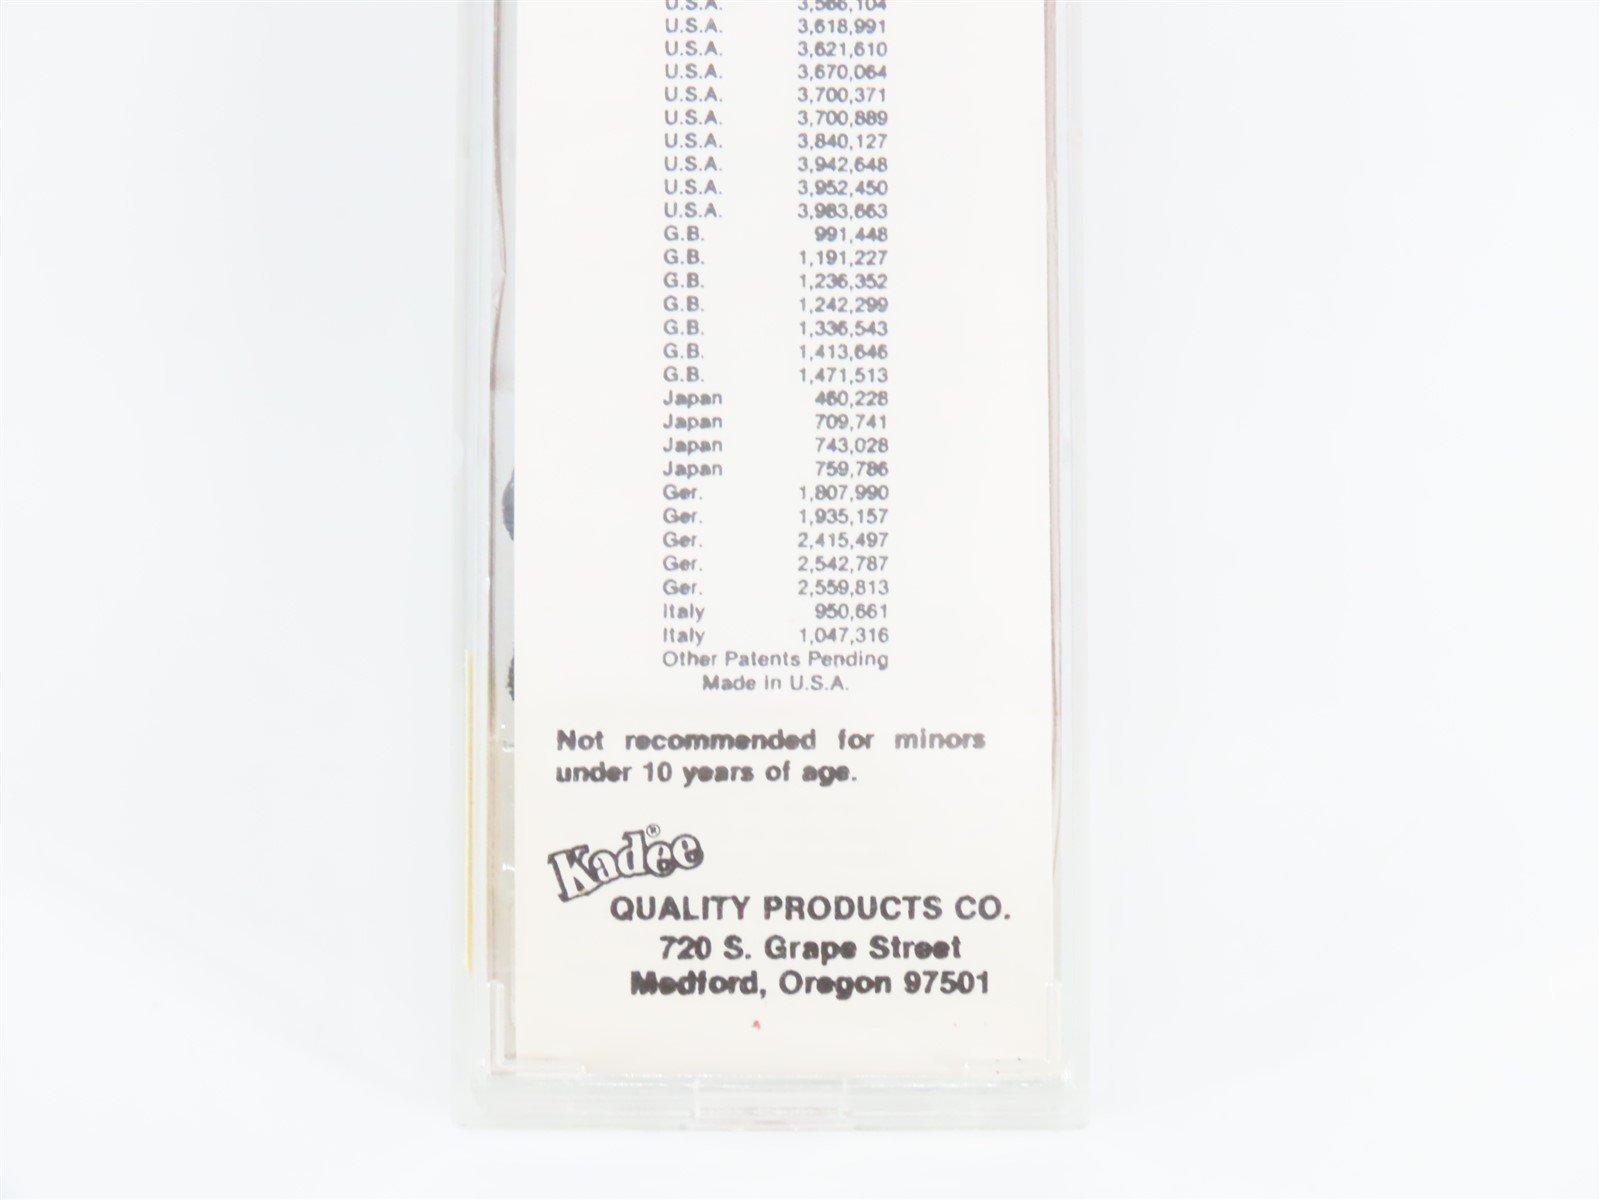 U.S.A. 3,566,104
U.S.A. 3,618,991
U.S.A. 3,621,610
U.S.A. 3,670,064
U.S.A. 3,700,371
U.S.A. 3,700,889
U.S.A. 3,840,127
U.S.A. 3,942,648
U.S.A. 3,952,450
U.S.A. 3,983,663
G.B. 991,448
G.B. 1,191,227
G.B. 1,236,352
G.B. 1,242,299
G.B. 1,336,543
G.B. 1,413,646
G.B. 1,471,513
Japan 460,228
Japan 709,741
Japan 743,028
Japan 759,786
Ger. 1,807,990
Ger. 1,935,157
Ger. 2,415,497
Ger. 2,542,787
Ger. 2,559,813
Italy 950,661
Italy 1,047,316
Other Patents Pending
Made in U.S.A.
Not recommended for minors
under 10 years of age.
Kadee®
QUALITY PRODUCTS CO.
720 S. Grape Street
Medford, Oregon 97501